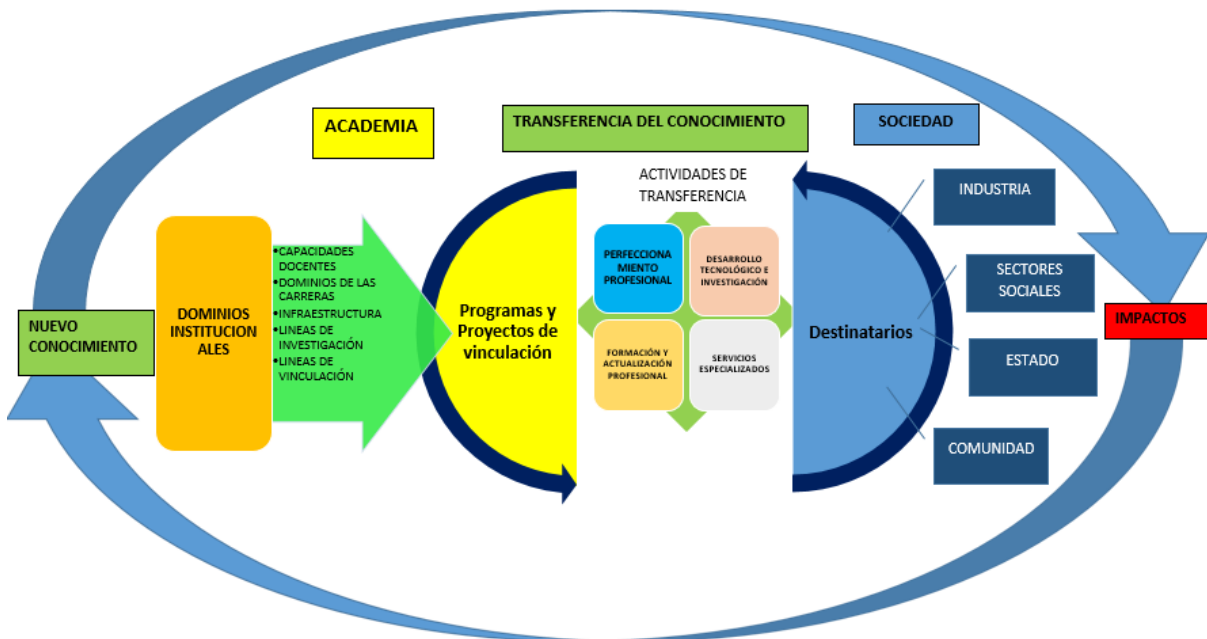 ACADEMIA
TRANSFERENCIA DEL CONOCIMIENTO
SOCIEDAD
NUEVO
CONOCIMIENTO
DOMINIOS
INSTITUCION
ALES
•CAPACIDADES
DOCENTES
•DOMINIOS DE LAS
CARRERAS
•INFRAESTRUCTURA
•LINEAS DE
INVESTIGACIÓN
•LINEAS DE
VINCULACIÓN
Programas y
Proyectos de
vinculación
ACTIVIDADES DE
TRANSFERENCIA
PERFECCIONA
MIENTO
PROFESIONAL
DESARROLLO
TECNOLÓGICO E
INVESTIGACIÓN
FORMACIÓN Y
ACTUALIZACIÓN
PROFESIONAL
SERVICIOS
ESPECIALIZADOS
Destinatarios
INDUSTRIA
SECTORES
SOCIALES
ESTADO
COMUNIDAD
IMPACTOS